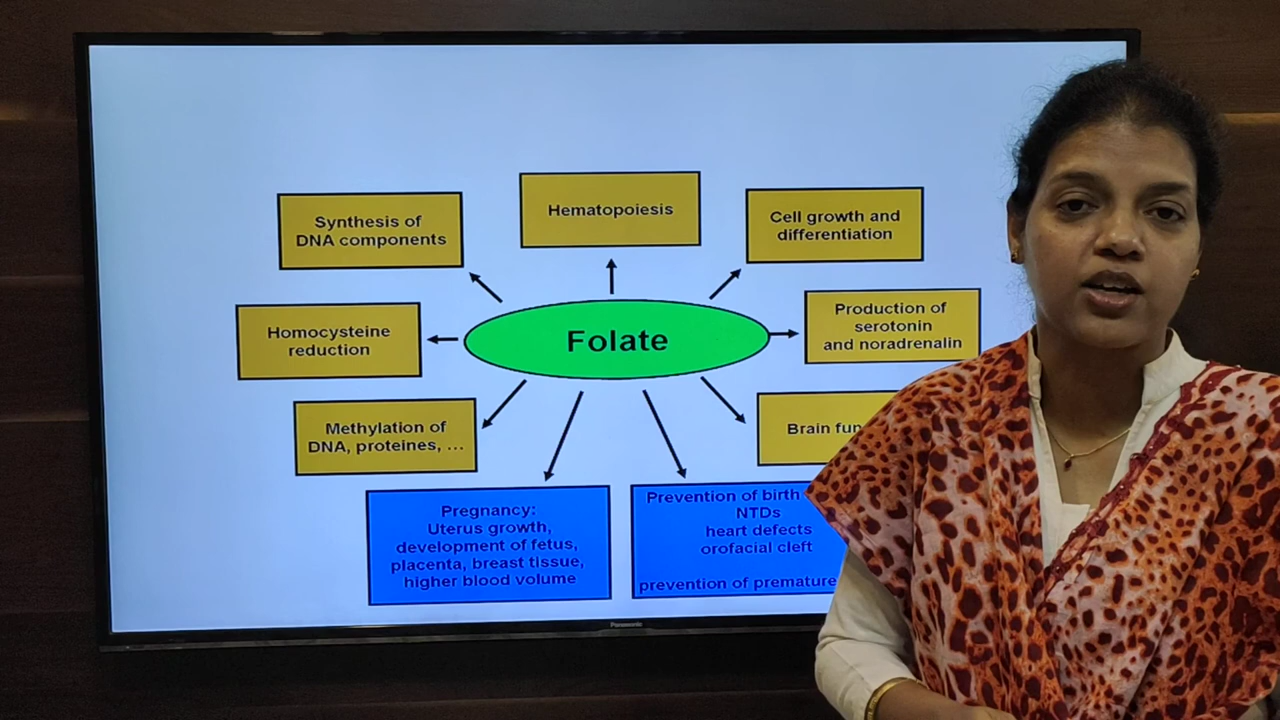 Hematopoiesis
Synthesis of
DNA components
Cell growth and
differentiation
Homocysteine
reduction
Folate
Production of
serotonin
and noradrenalin
Methylation of
DNA, proteines, ...
Brain
Pregnancy:
Uterus growth,
development of fetus,
placenta, breast tissue,
higher blood volume
Prevention of birth
NTDs
heart defects
orofacial cleft
prevention of premature
Panasonic